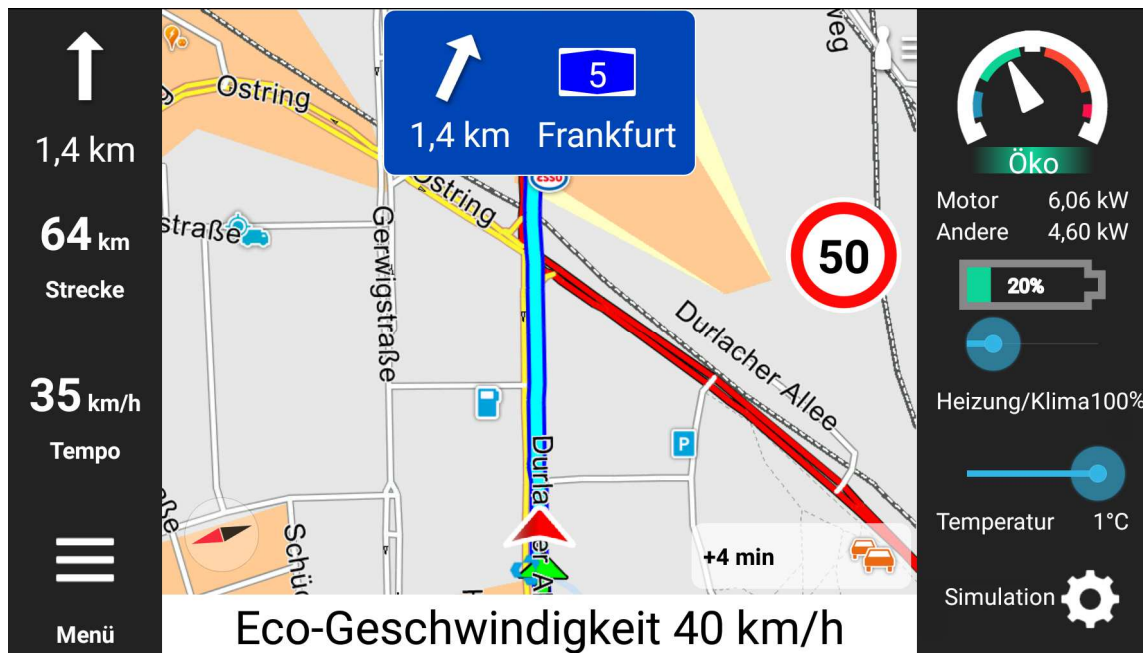 1,4 km
64 km
Strecke
35 km/h
Tempo
Menü
5
1,4 km Frankfurt
Ostring
Ostring
straße
Gerwigstraße
Durlacher Allee
weg
50
P
+4 min
Eco-Geschwindigkeit 40 km/h
Öko
Motor 6,06 kW
Andere 4,60 kW
20%
Heizung/Klima100%
Temperatur 1°C
Simulation